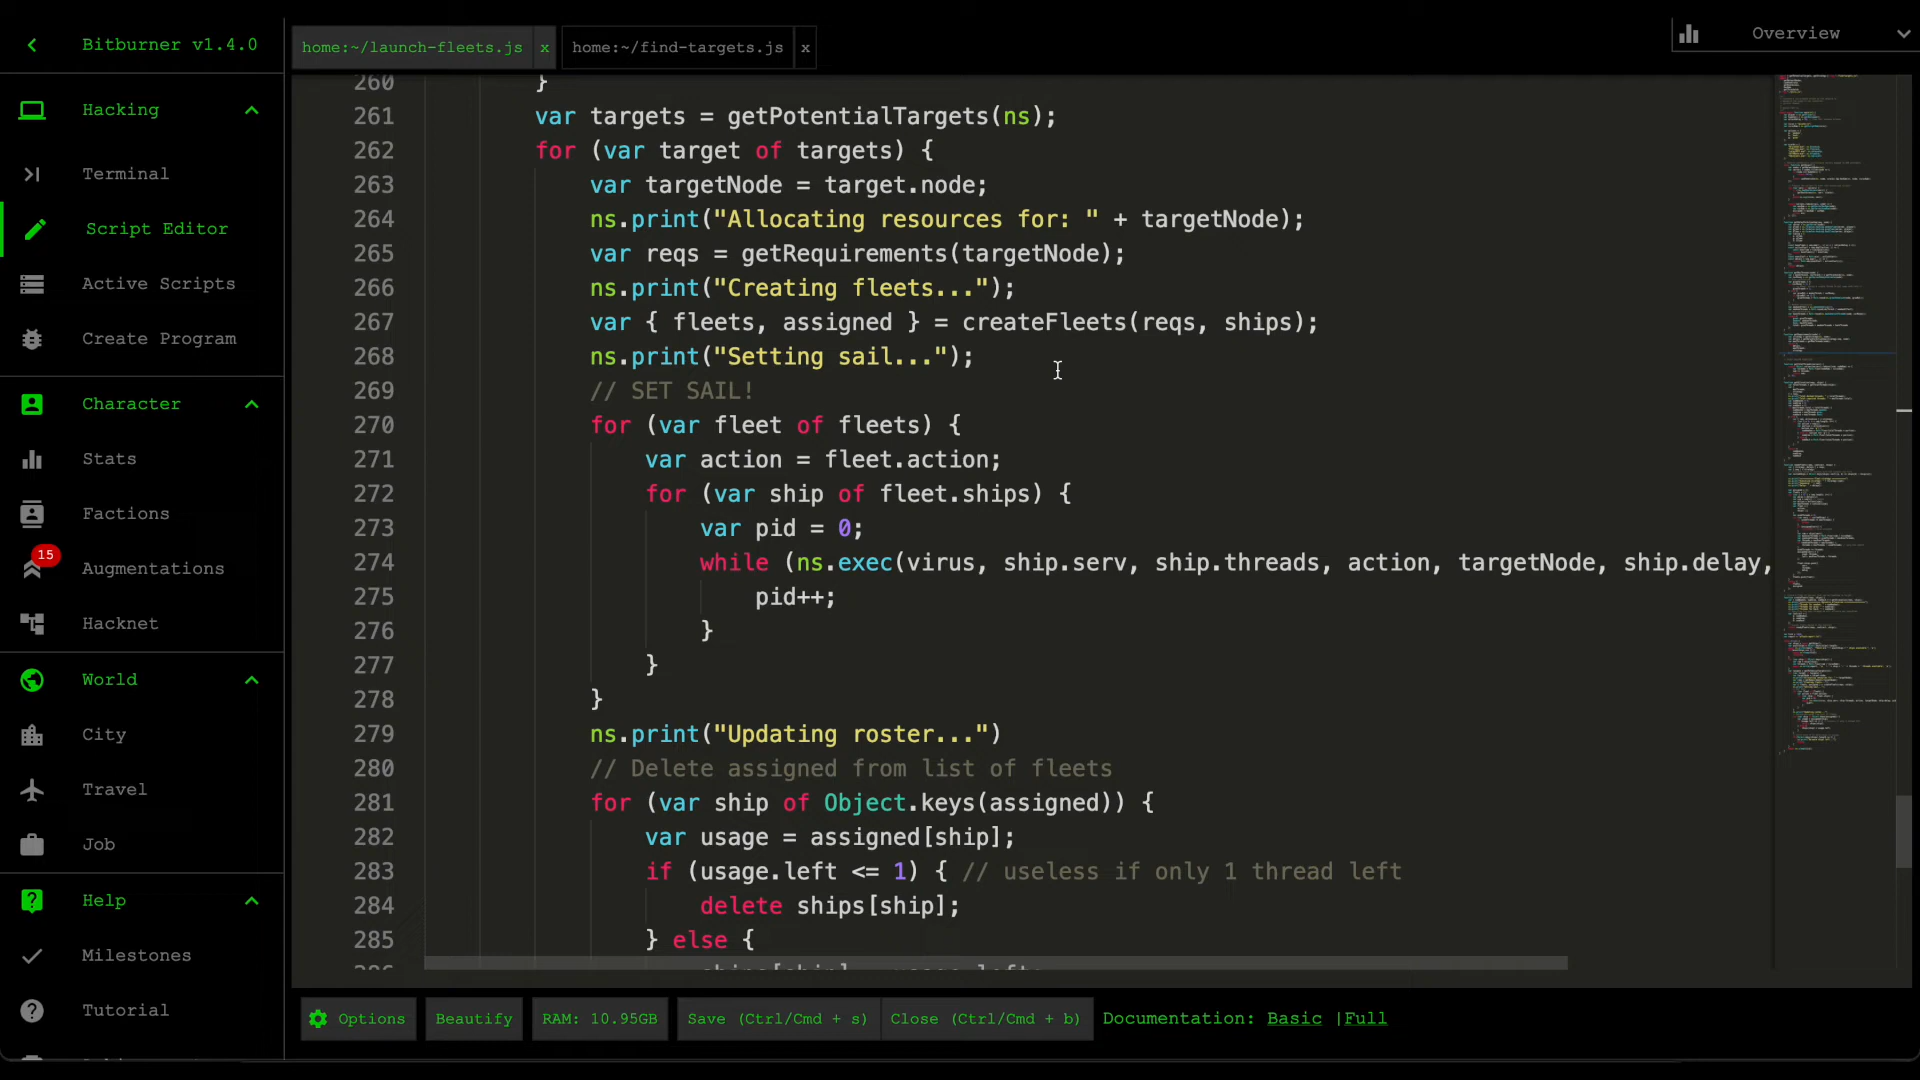 Bitburner v1.4.0
Hacking
Terminal
Script Editor
Active Scripts
Create Program
Character
Stats
Factions
15
Augmentations
Hacknet
World
City
Travel
Job
Help
Milestones
Tutorial
home:~/launch-fleets.js x
home:~/find-targets.js x
Overview
260 }
261 var targets = getPotentialTargets(ns);
262 for (var target of targets) {
263 var targetNode = target.node;
264 ns.print("Allocating resources for: " + targetNode);
265 var reqs = getRequirements(targetNode);
266 ns.print("Creating fleets...");
267 var { fleets, assigned } = createFleets(reqs, ships);
268 ns.print("Setting sail...");
269 // SET SAIL!
270 for (var fleet of fleets) {
271 var action = fleet.action;
272 for (var ship of fleet.ships) {
273 var pid = 0;
274 while (ns.exec(virus, ship.serv, ship.threads, action, targetNode, ship.delay,
275 pid++;
276 }
277 }
278 }
279 ns.print("Updating roster...")
280 // Delete assigned from list of fleets
281 for (var ship of Object.keys(assigned)) {
282 var usage = assigned[ship];
283 if (usage.left <= 1) { // useless if only 1 thread left
284 delete ships[ship];
285 } else {
Options
Beautify
RAM: 10.95GB
Save (Ctrl/Cmd + s)
Close (Ctrl/Cmd + b)
Documentation: Basic |Full